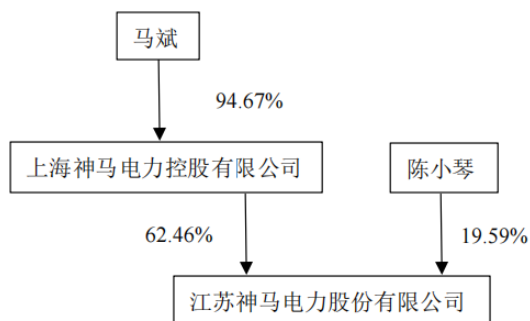 马斌
94.67%
上海神马电力控股有限公司
陈小琴
62.46%
19.59%
江苏神马电力股份有限公司